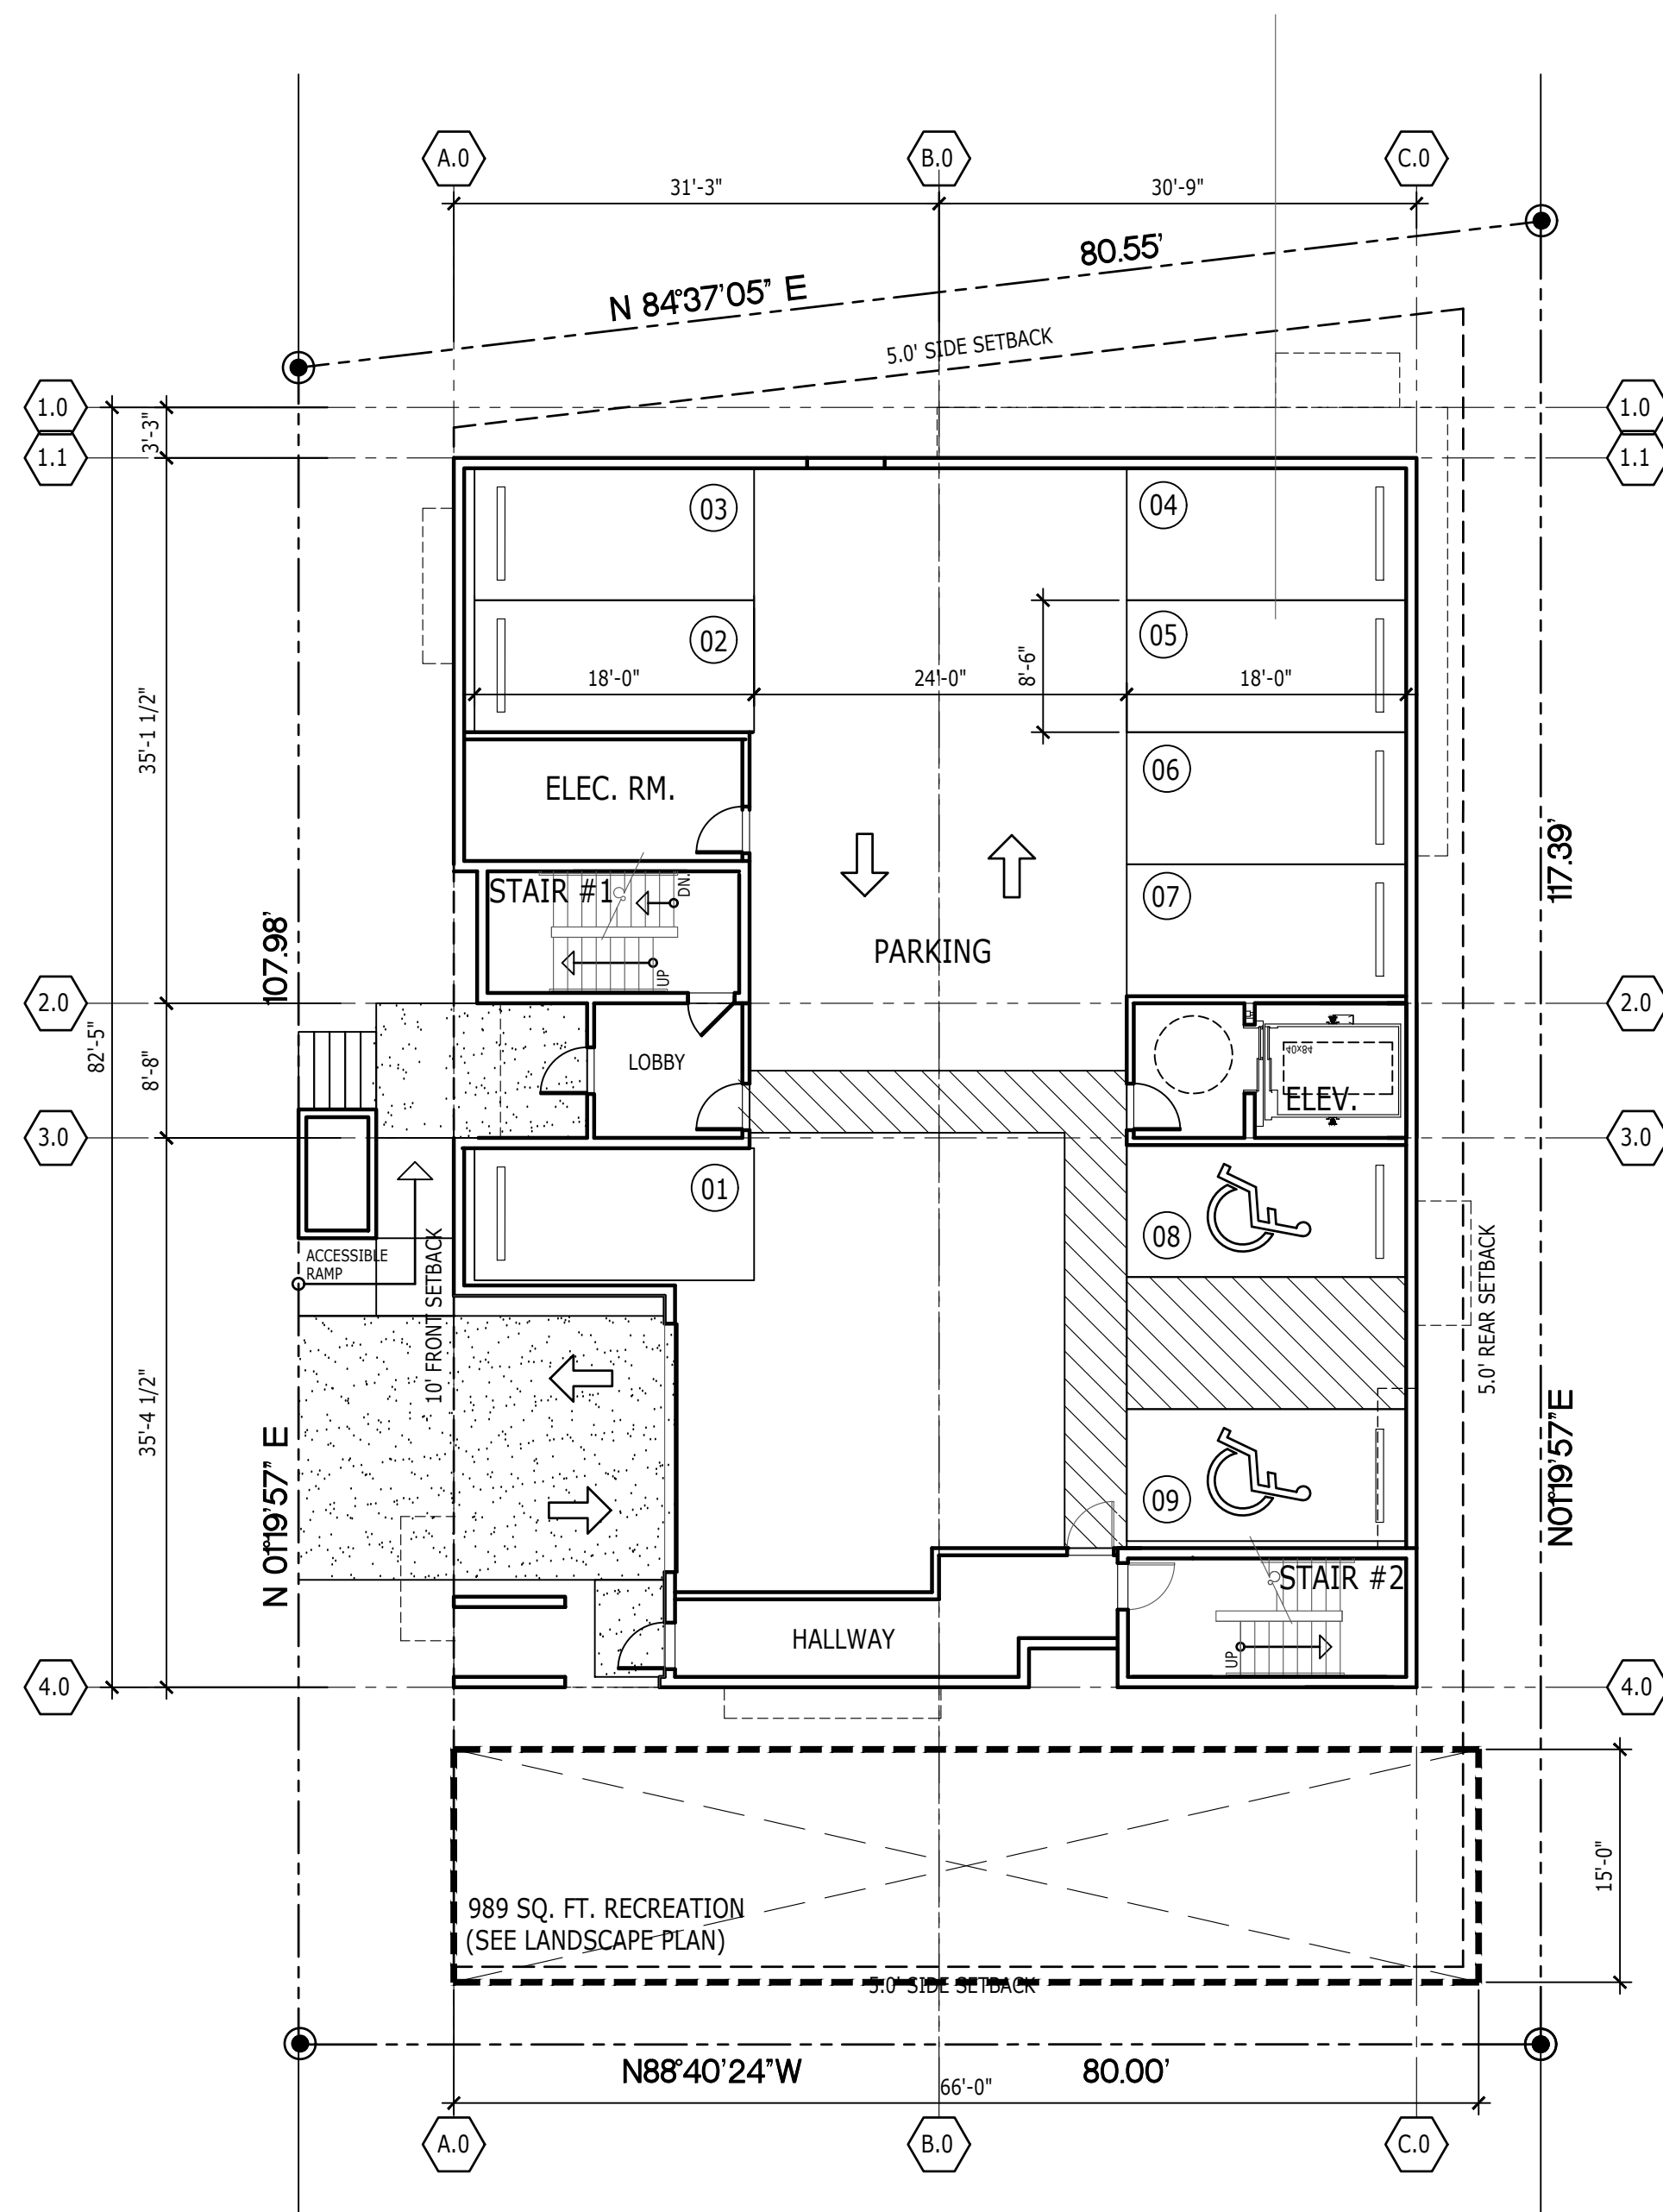 A.0
B.0
C.0
31'-3"
30'-9"
80.55'
N 84°37'05" E
5.0' SIDE SETBACK
1.0
1.0
3'-3"
1.1
1.1
03
04
02
05
8'-6"
18'-0"
24'-0"
18'-0"
35'-1 1/2"
ELEC. RM.
06
117.39'
STAIR #1
DN.
07
107.98'
PARKING
UP
2.0
2.0
82'-5"
8'-8"
LOBBY
40x84
ELEV.
3.0
3.0
01
08
ACCESSIBLE
RAMP
10' FRONT SETBACK
5.0' REAR SETBACK
35'-4 1/2"
N 01°19'57" E
N01°19'57"E
09
STAIR #2
HALLWAY
UP
4.0
4.0
15'-0"
989 SQ. FT. RECREATION
(SEE LANDSCAPE PLAN)
5.0' SIDE SETBACK
N88°40'24"W
80.00'
66'-0"
A.0
B.0
C.0